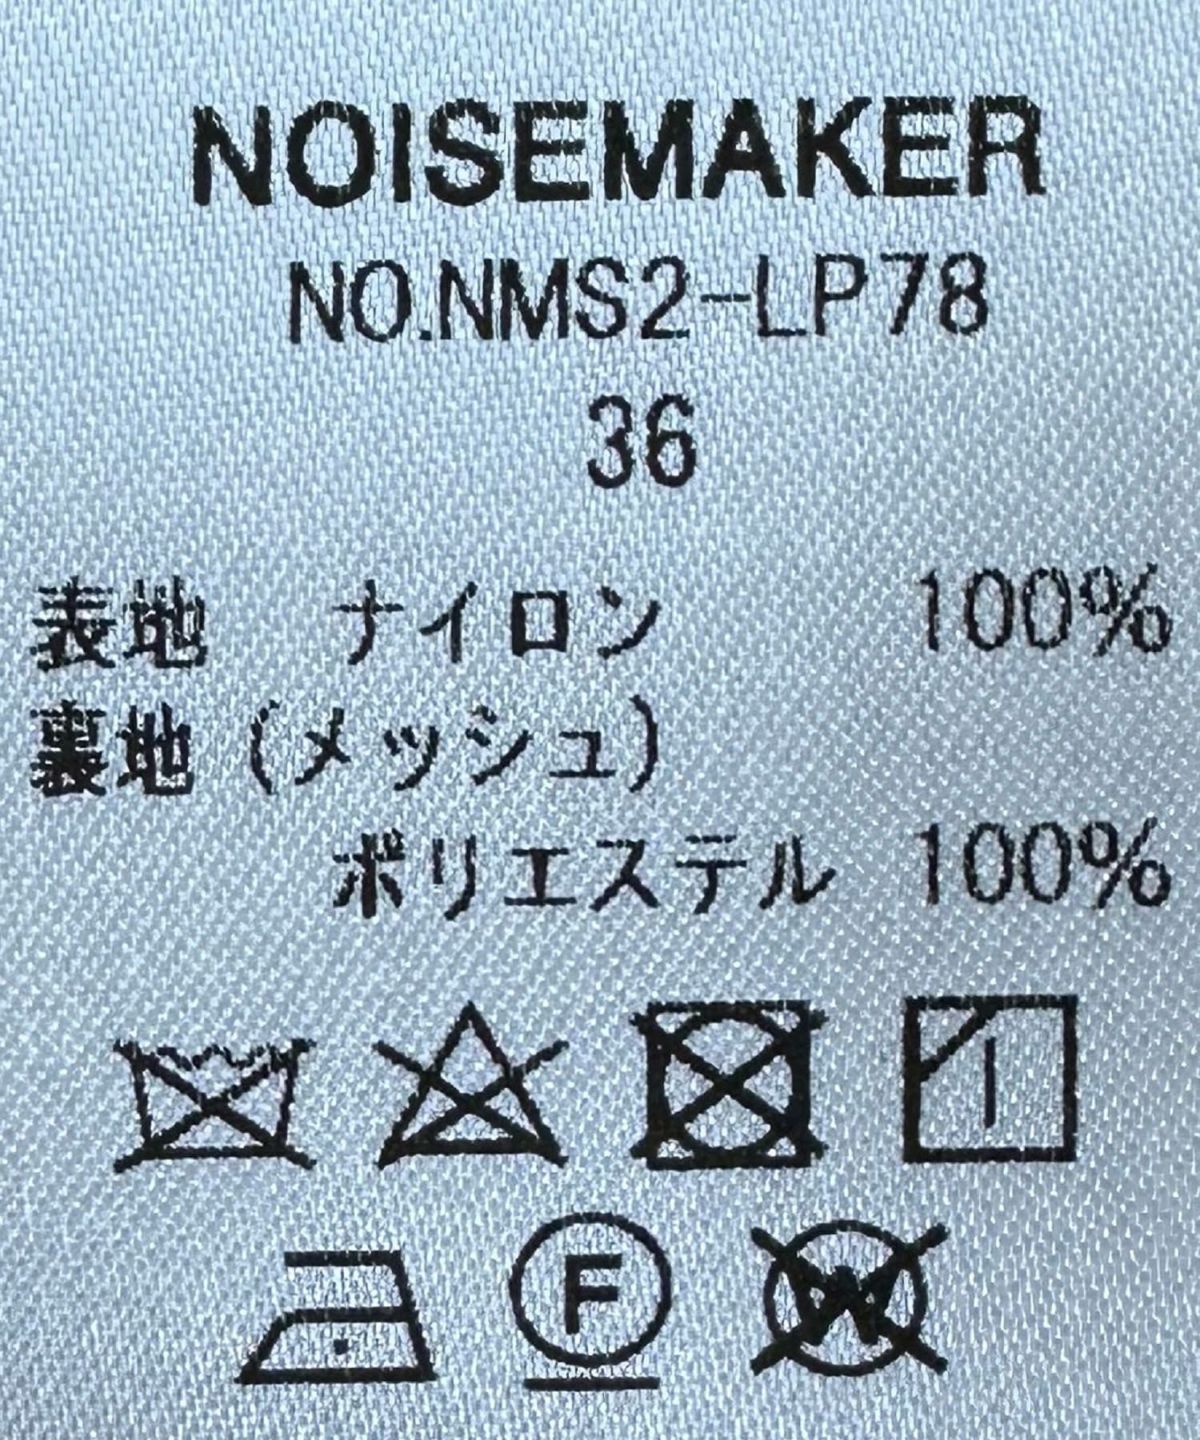 NOISEMAKER
NO.NMS2-LP78
36
表地 ナイロン 100%
裏地 (メッシュ)
ポリエステル 100%
F
W